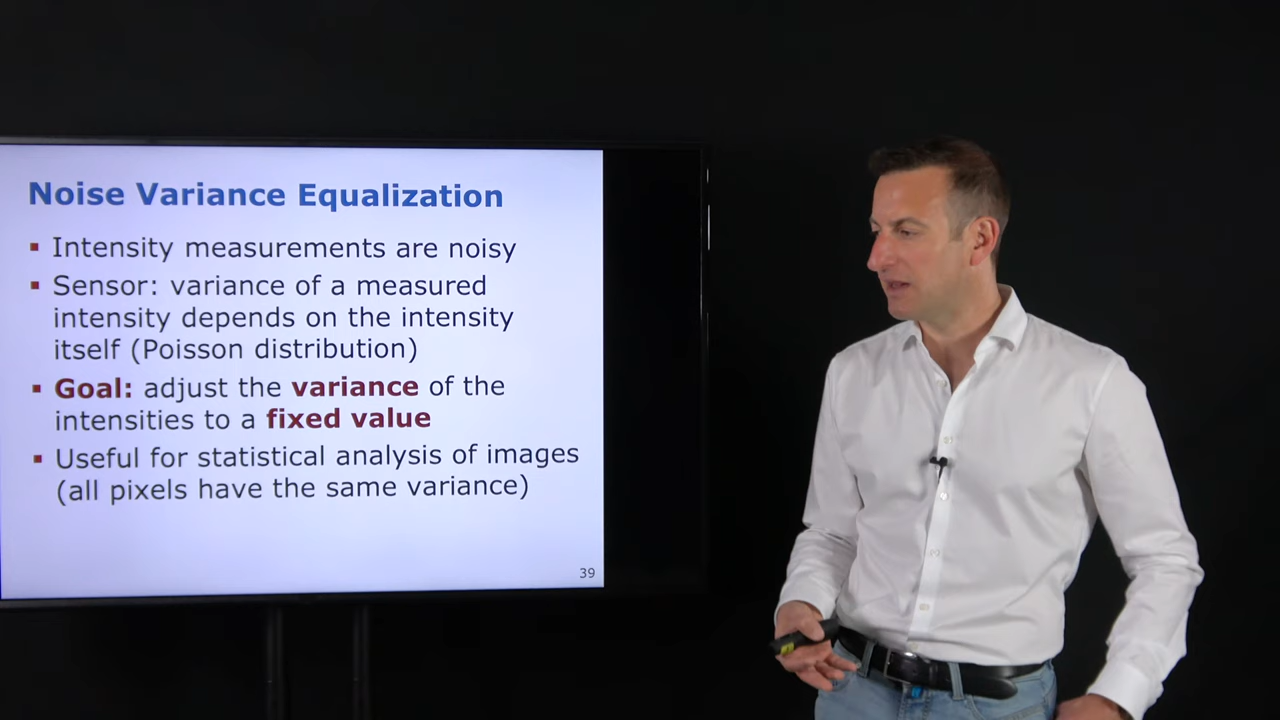 Noise Variance Equalization
▪ Intensity measurements are noisy
▪ Sensor: variance of a measured
intensity depends on the intensity
itself (Poisson distribution)
▪ Goal: adjust the variance of the
intensities to a fixed value
▪ Useful for statistical analysis of images
(all pixels have the same variance)
39